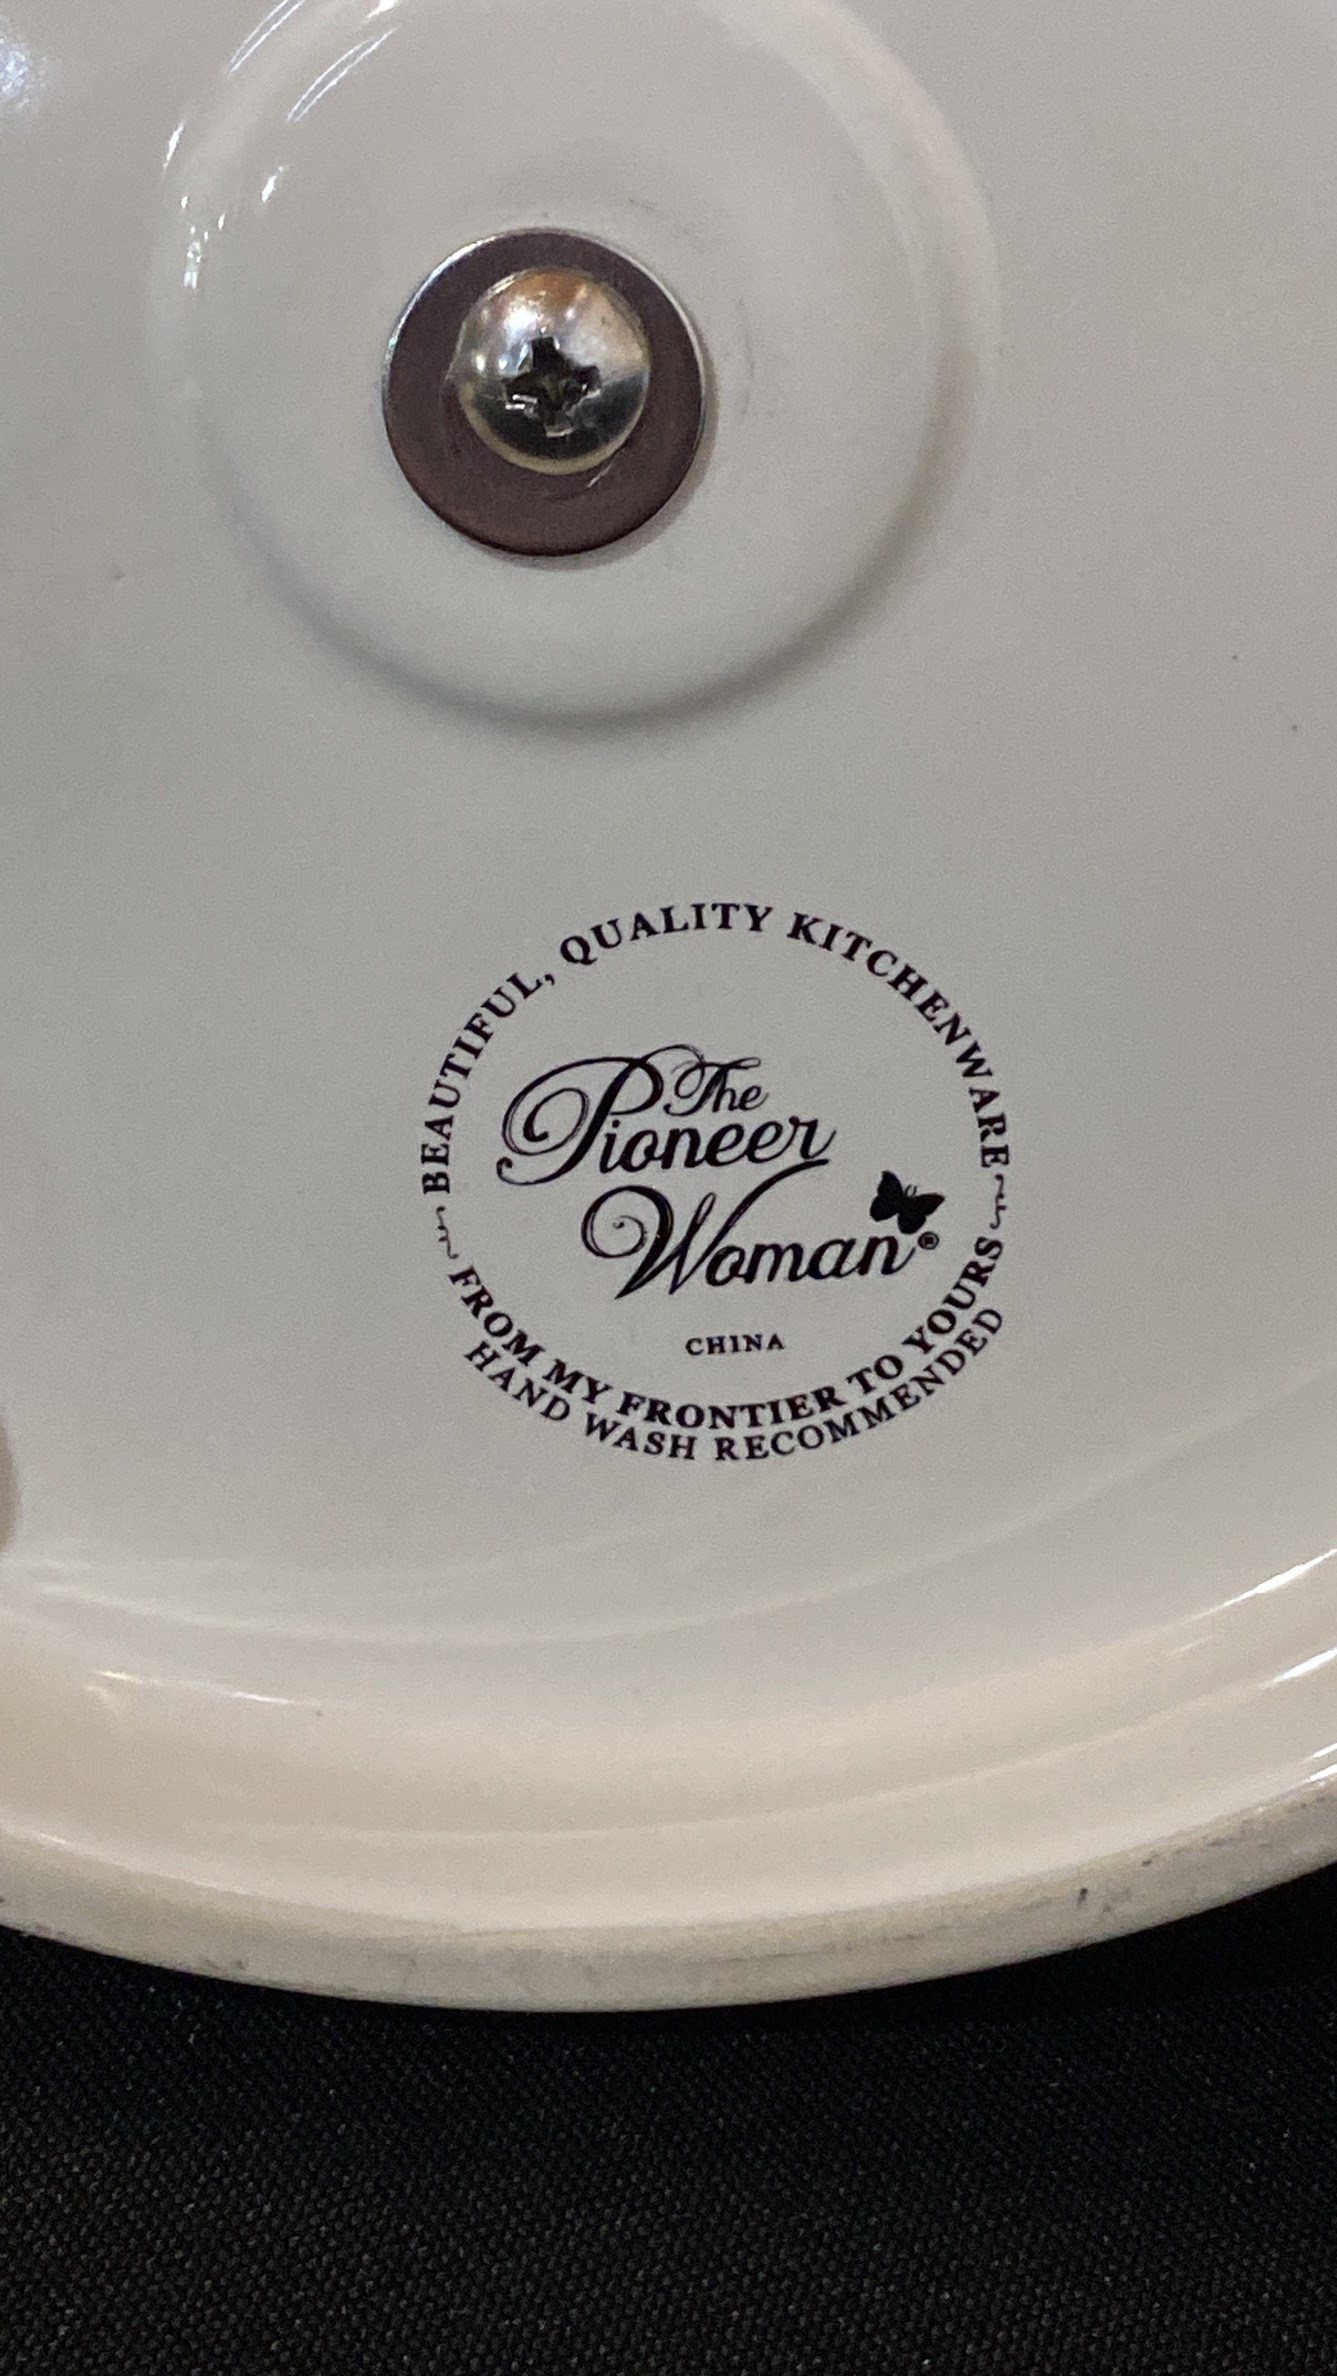 BEAUTIFUL, QUALITY KITCHENWARE
The
Pioneer
Woman®
CHINA
FROM MY FRONTIER TO YOURS
HAND WASH RECOMMENDED